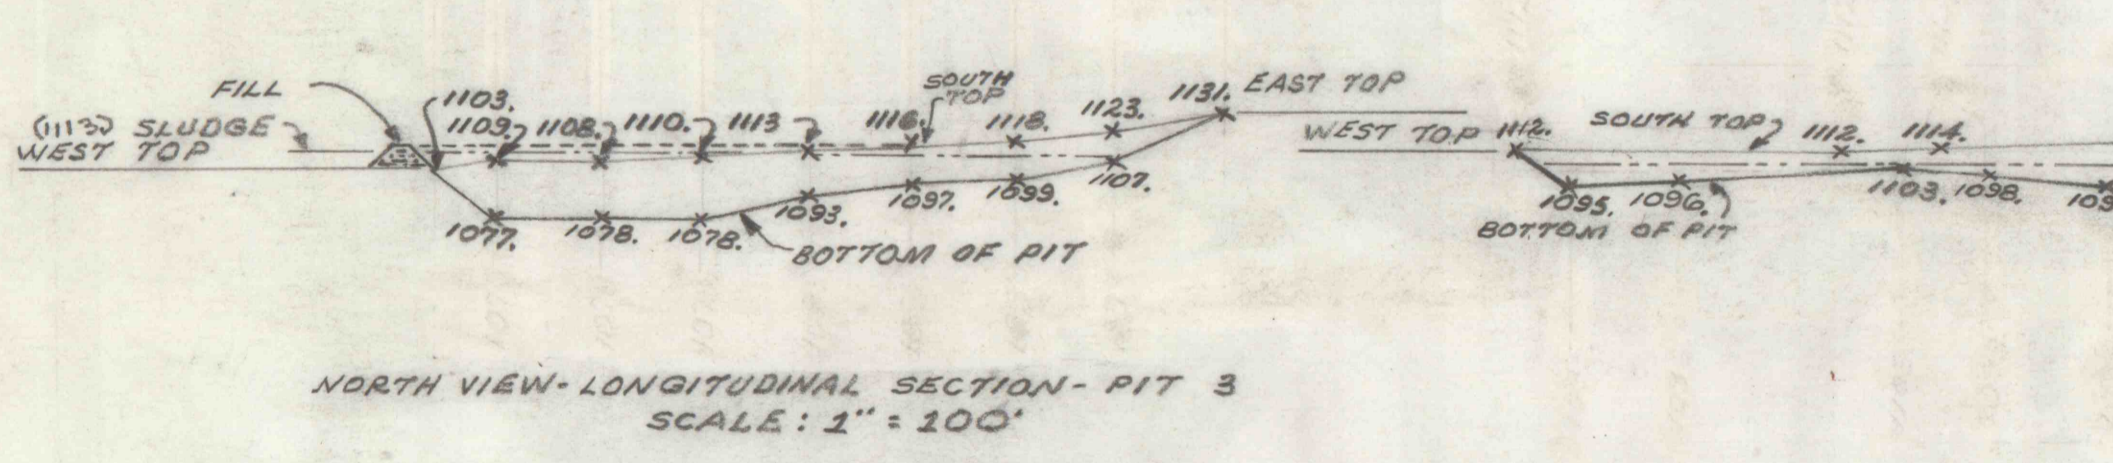 FILL
(1113) SLUDGE
WEST TOP
1103.
1109. 1108. 1110. 1113 1116. 1118. 1123. 1131. EAST TOP
SOUTH
TOP
1077. 1078. 1078. 1093. 1097. 1099. 1107.
BOTTOM OF PIT
NORTH VIEW - LONGITUDINAL SECTION - PIT 3
SCALE: 1" = 100'
WEST TOP 1112. SOUTH TOP 1112. 1114.
1095. 1096. 1103. 1098.
BOTTOM OF PIT